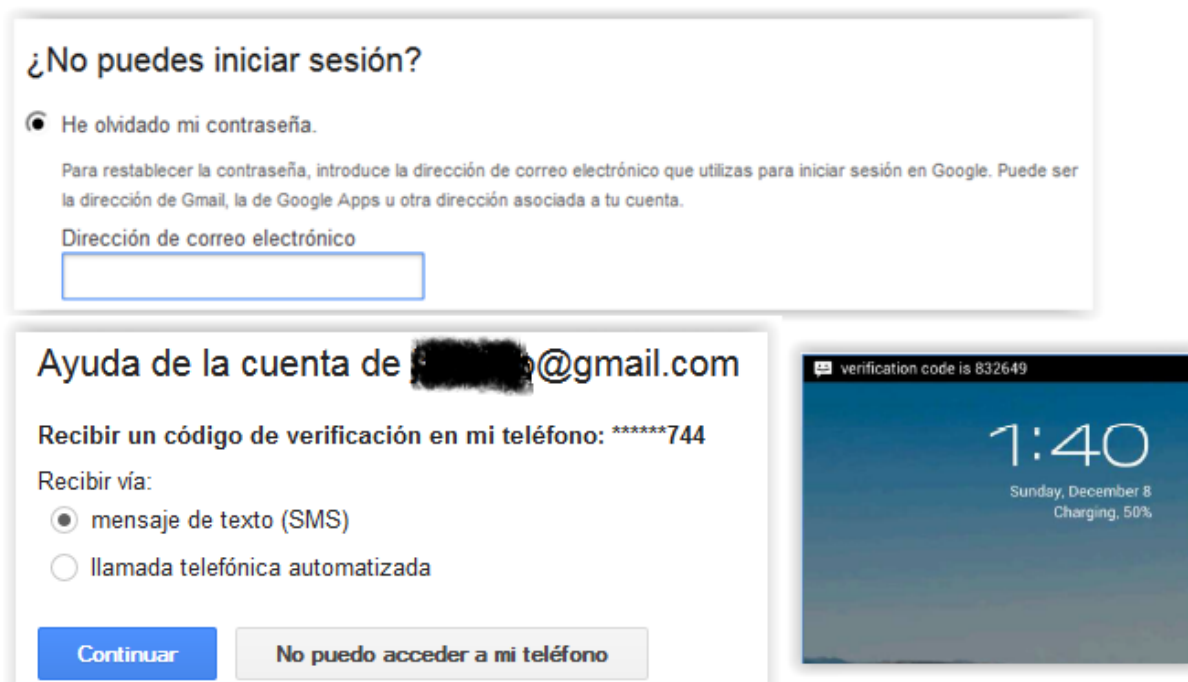 ¿No puedes iniciar sesión?
He olvidado mi contraseña.
Para restablecer la contraseña, introduce la dirección de correo electrónico que utilizas para iniciar sesión en Google. Puede ser
la dirección de Gmail, la de Google Apps u otra dirección asociada a tu cuenta.
Dirección de correo electrónico
Ayuda de la cuenta de @gmail.com
Recibir un código de verificación en mi teléfono: ******744
Recibir vía:
mensaje de texto (SMS)
llamada telefónica automatizada
Continuar
No puedo acceder a mi teléfono
verification code is 832649
1:40
Sunday, December 8
Charging, 50%